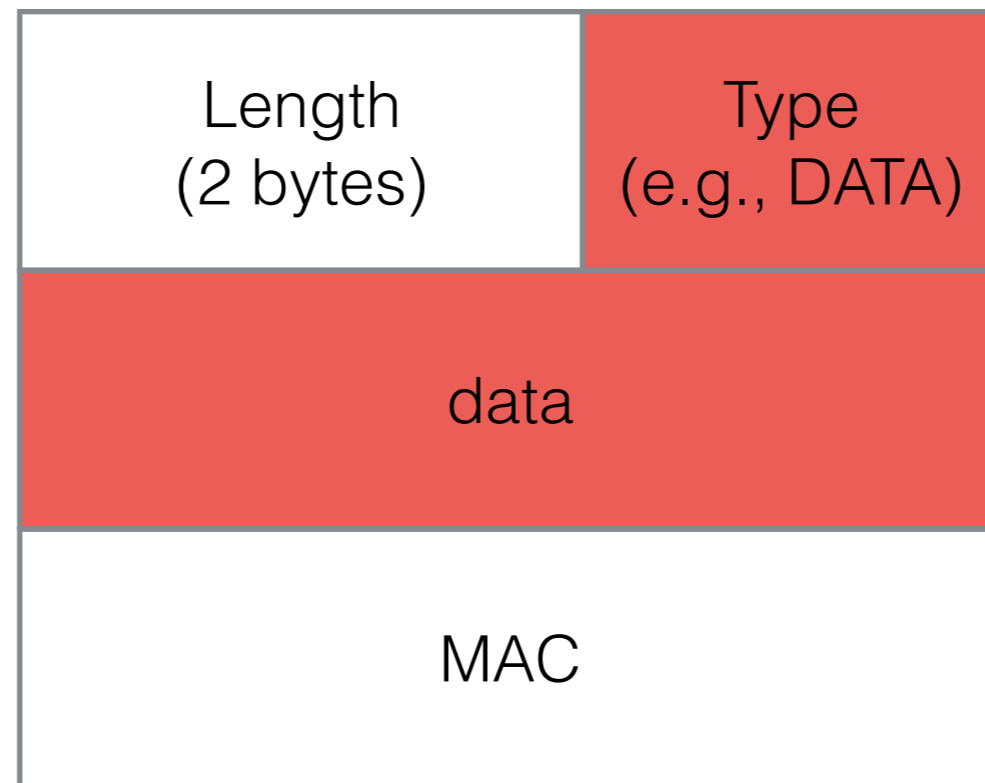 Length
(2 bytes)
Type
(e.g., DATA)
data
MAC